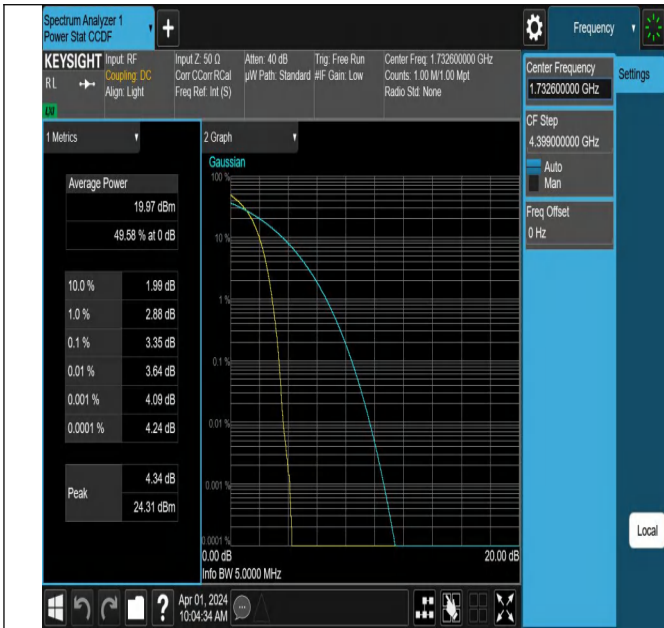 Spectrum Analyzer 1
Power Stat CCDF
+
Frequency
KEYSIGHT
RL
LXI
Input: RF
Coupling: DC
Align: Light
Input Z: 50 Ω
Corr CCorr RCal
Freq Ref: Int (S)
Atten: 40 dB
µW Path: Standard
Trig: Free Run
#IF Gain: Low
Center Freq: 1.732600000 GHz
Counts: 1.00 M/1.00 Mpt
Radio Std: None
Center Frequency
1.732600000 GHz
Settings
CF Step
4.399000000 GHz
Auto
Man
Freq Offset
0 Hz
1 Metrics
Average Power
19.97 dBm
49.58 % at 0 dB
10.0 % 1.99 dB
1.0 % 2.88 dB
0.1 % 3.35 dB
0.01 % 3.64 dB
0.001 % 4.09 dB
0.0001 % 4.24 dB
Peak
4.34 dB
24.31 dBm
2 Graph
Gaussian
100 %
10 %
1 %
0.1 %
0.01 %
0.001 %
0.0001 %
0.00 dB
20.00 dB
Info BW 5.0000 MHz
Local
?
Apr 01, 2024
10:04:34 AM